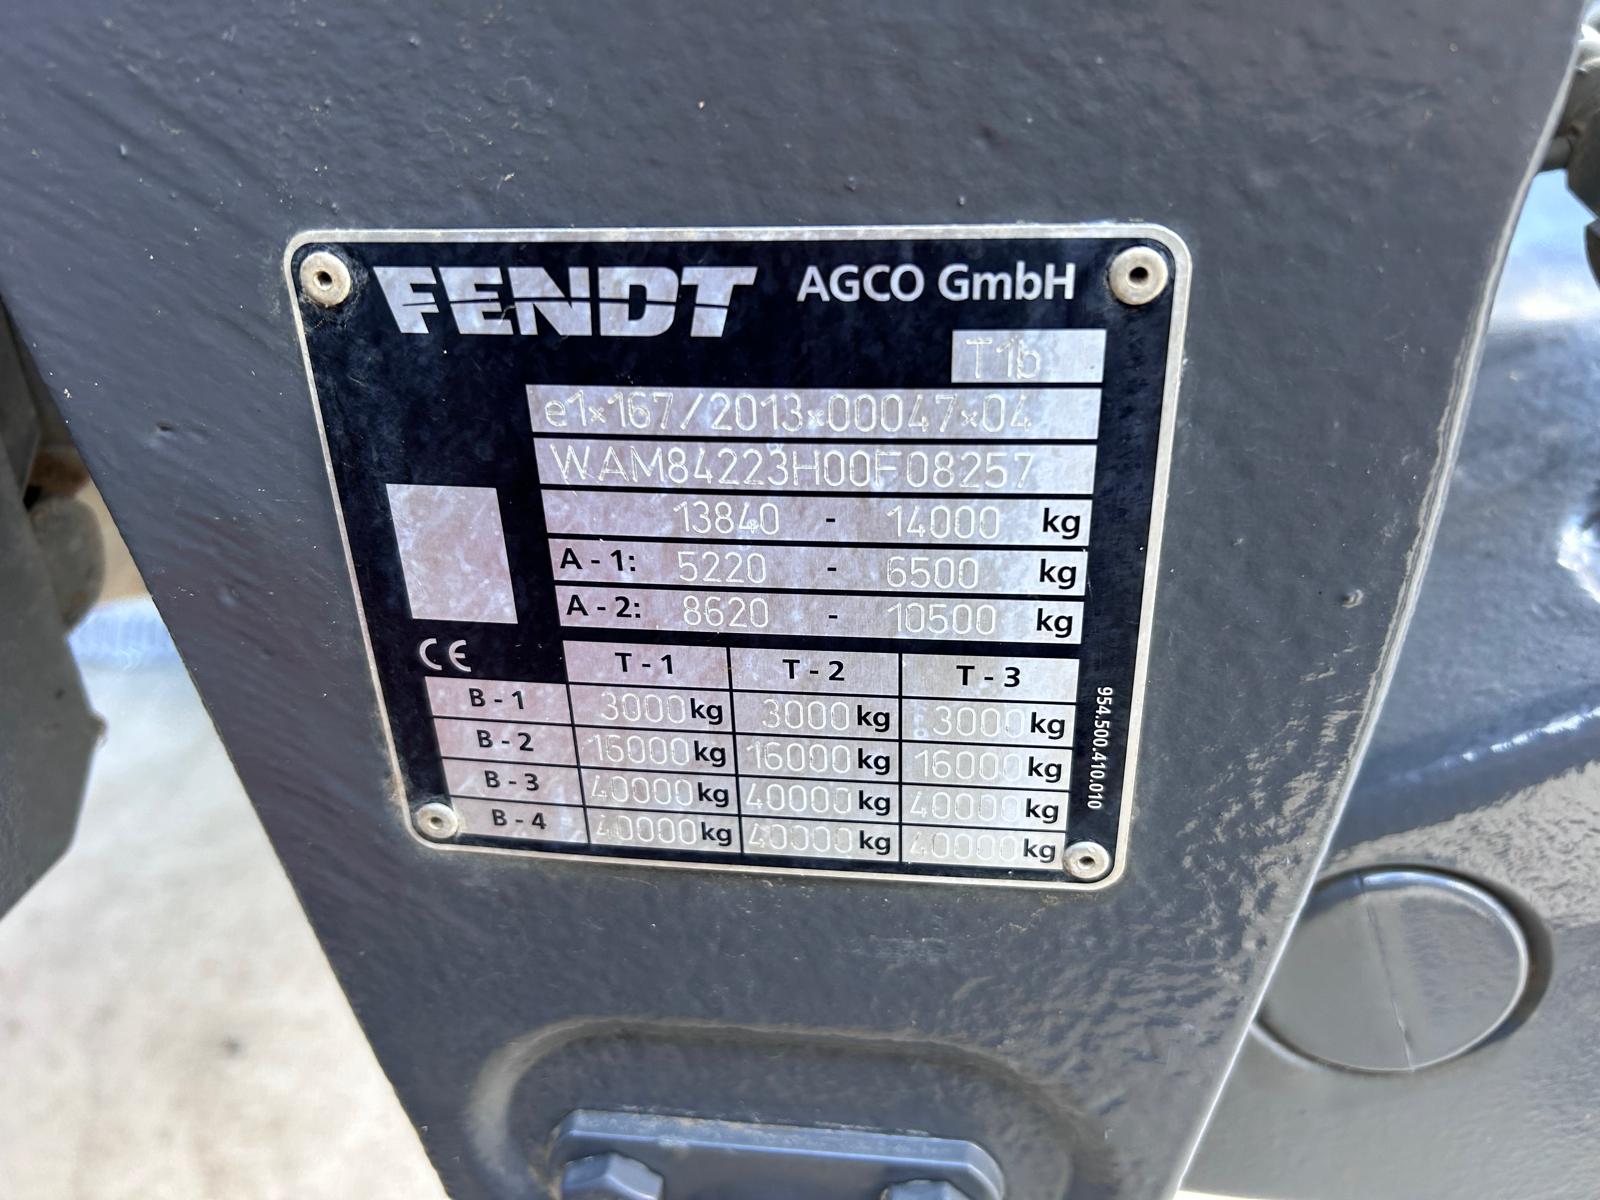 FENDT AGCO GmbH
T1b
e1*167/2013*00047*04
WAM84223H00F08257
13840 - 14000 kg
A - 1: 5220 - 6500 kg
A - 2: 8620 - 10500 kg
CE
T - 1 T - 2 T - 3
B - 1 3000 kg 3000 kg 3000 kg
B - 2 16000 kg 16000 kg 16000 kg
B - 3 40000 kg 40000 kg 40000 kg
B - 4 40000 kg 40000 kg 40000 kg
954.500.410.010